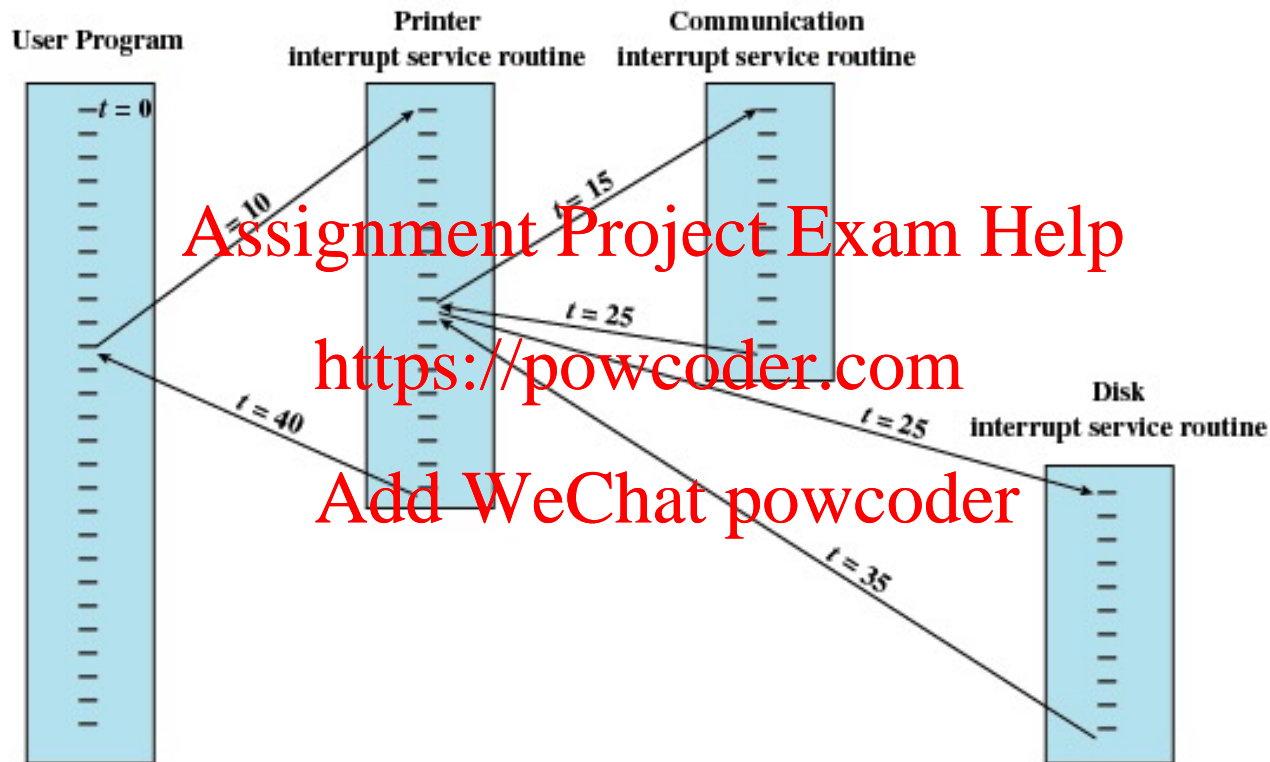 User Program
Printer
interrupt service routine
Communication
interrupt service routine
t = 0
= 10
t = 15
Assignment Project Exam Help
t = 25
https://powcoder.com
Disk
interrupt service routine
t = 40
t = 25
Add WeChat powcoder
t = 35